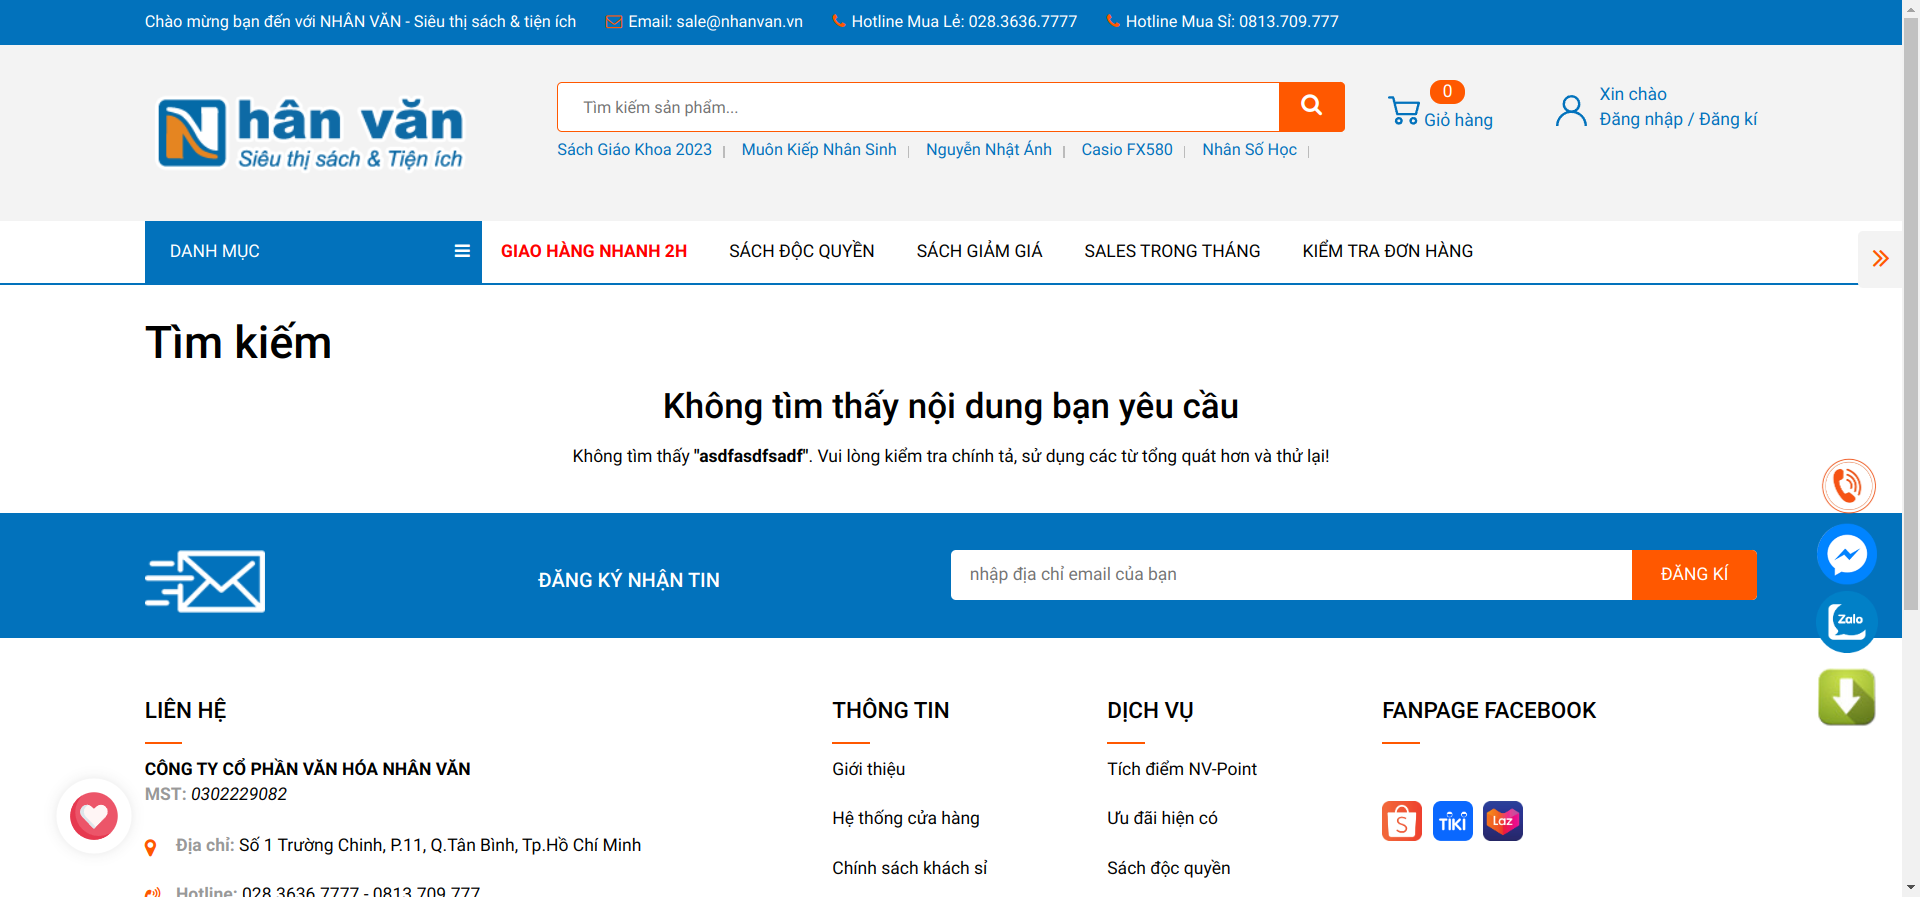 Chào mừng bạn đến với NHÂN VĂN - Siêu thị sách & tiện ích
Email: sale@nhanvan.vn
Hotline Mua Lẻ: 028.3636.7777
Hotline Mua Sỉ: 0813.709.777
Nhân văn
Siêu thị sách & Tiện ích
Tìm kiếm sản phẩm...
Sách Giáo Khoa 2023 | Muôn Kiếp Nhân Sinh | Nguyễn Nhật Ánh | Casio FX580 | Nhân Số Học |
0
Giỏ hàng
Xin chào
Đăng nhập / Đăng kí
DANH MỤC
GIAO HÀNG NHANH 2H
SÁCH ĐỘC QUYỀN
SÁCH GIẢM GIÁ
SALES TRONG THÁNG
KIỂM TRA ĐƠN HÀNG
Tìm kiếm
Không tìm thấy nội dung bạn yêu cầu
Không tìm thấy "asdfasdfsadf". Vui lòng kiểm tra chính tả, sử dụng các từ tổng quát hơn và thử lại!
Zalo
ĐĂNG KÝ NHẬN TIN
nhập địa chỉ email của bạn
ĐĂNG KÍ
LIÊN HỆ
CÔNG TY CỔ PHẦN VĂN HÓA NHÂN VĂN
MST: 0302229082
Địa chỉ: Số 1 Trường Chinh, P.11, Q.Tân Bình, Tp.Hồ Chí Minh
Hotline: 028.3636.7777 - 0813.709.777
THÔNG TIN
Giới thiệu
Hệ thống cửa hàng
Chính sách khách sỉ
DỊCH VỤ
Tích điểm NV-Point
Ưu đãi hiện có
Sách độc quyền
FANPAGE FACEBOOK
S
TIKI
Laz